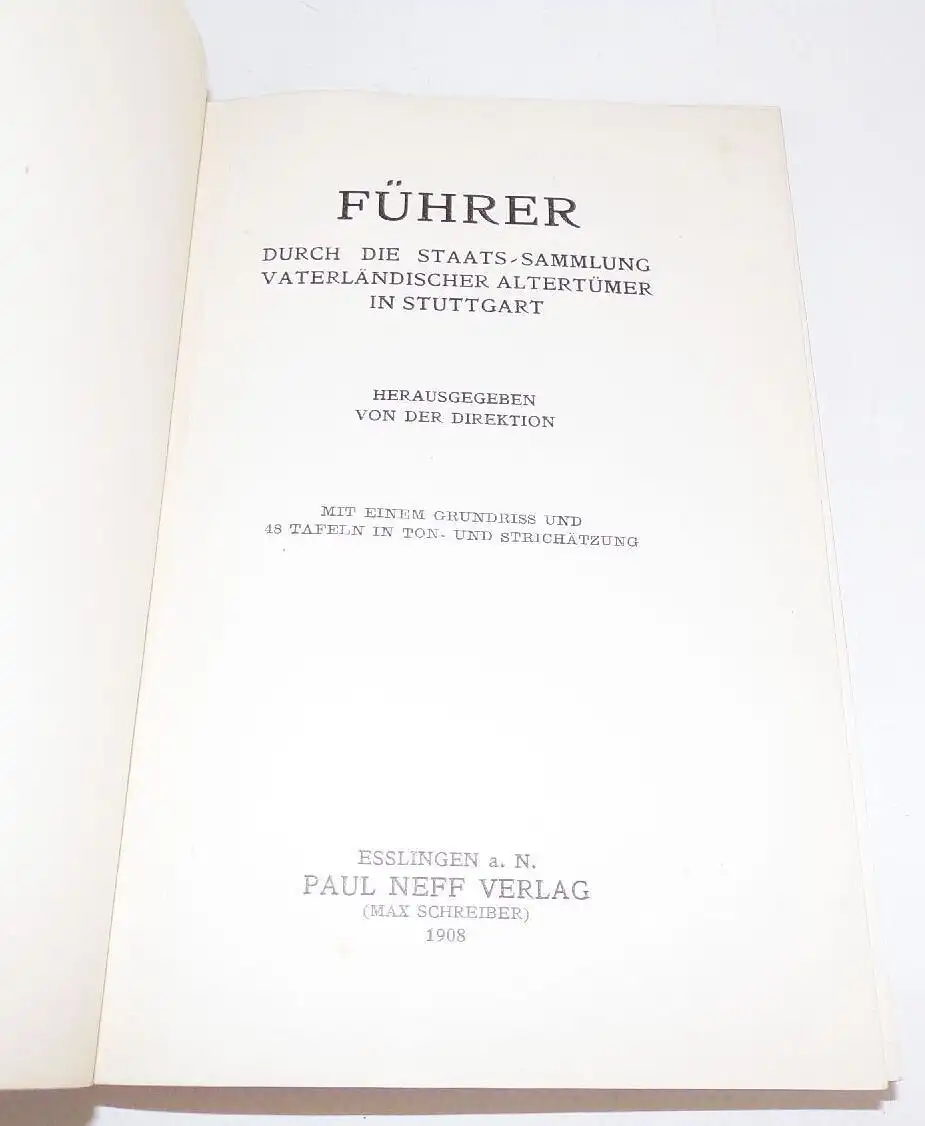 FÜHRER
DURCH DIE STAATS-SAMMLUNG
VATERLÄNDISCHER ALTERTÜMER
IN STUTTGART
HERAUSGEGEBEN
VON DER DIREKTION
MIT EINEM GRUNDRISS UND
48 TAFELN IN TON- UND STRICHÄTZUNG
ESSLINGEN a. N.
PAUL NEFF VERLAG
(MAX SCHREIBER)
1908